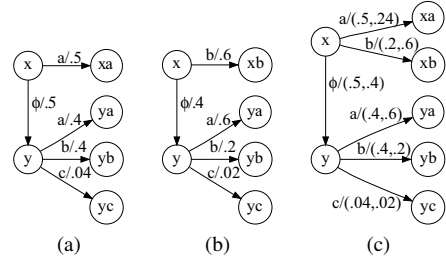 x
a/.5
xa
ϕ/.5
a/.4
ya
y
b/.4
yb
c/.04
yc
(a)
x
b/.6
xb
ϕ/.4
a/.6
ya
y
b/.2
yb
c/.02
yc
(b)
a/(.5,.24)
xa
x
b/(.2,.6)
xb
ϕ/(.5,.4)
a/(.4,.6)
ya
y
b/(.4,.2)
yb
c/(.04,.02)
yc
(c)